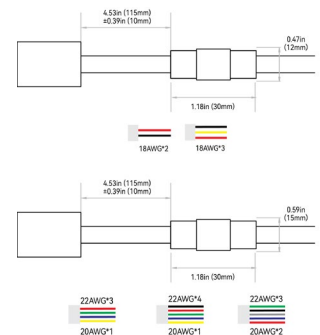 4.53in (115mm)
±0.39in (10mm)
0.47in
(12mm)
1.18in (30mm)
18AWG*2
18AWG*3
4.53in (115mm)
±0.39in (10mm)
0.59in
(15mm)
1.18in (30mm)
22AWG*3
22AWG*4
22AWG*3
20AWG*1
20AWG*1
20AWG*2